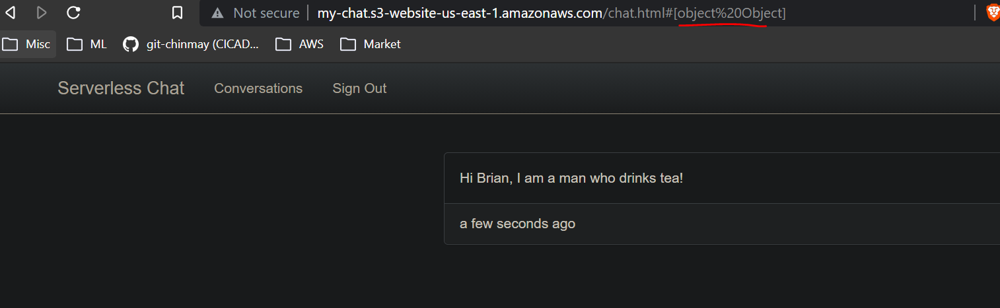 Not secure my-chat.s3-website-us-east-1.amazonaws.com/chat.html#[object%20Object]
Misc ML git-chinmay (CICAD... AWS Market
Serverless Chat Conversations Sign Out
Hi Brian, I am a man who drinks tea!
a few seconds ago